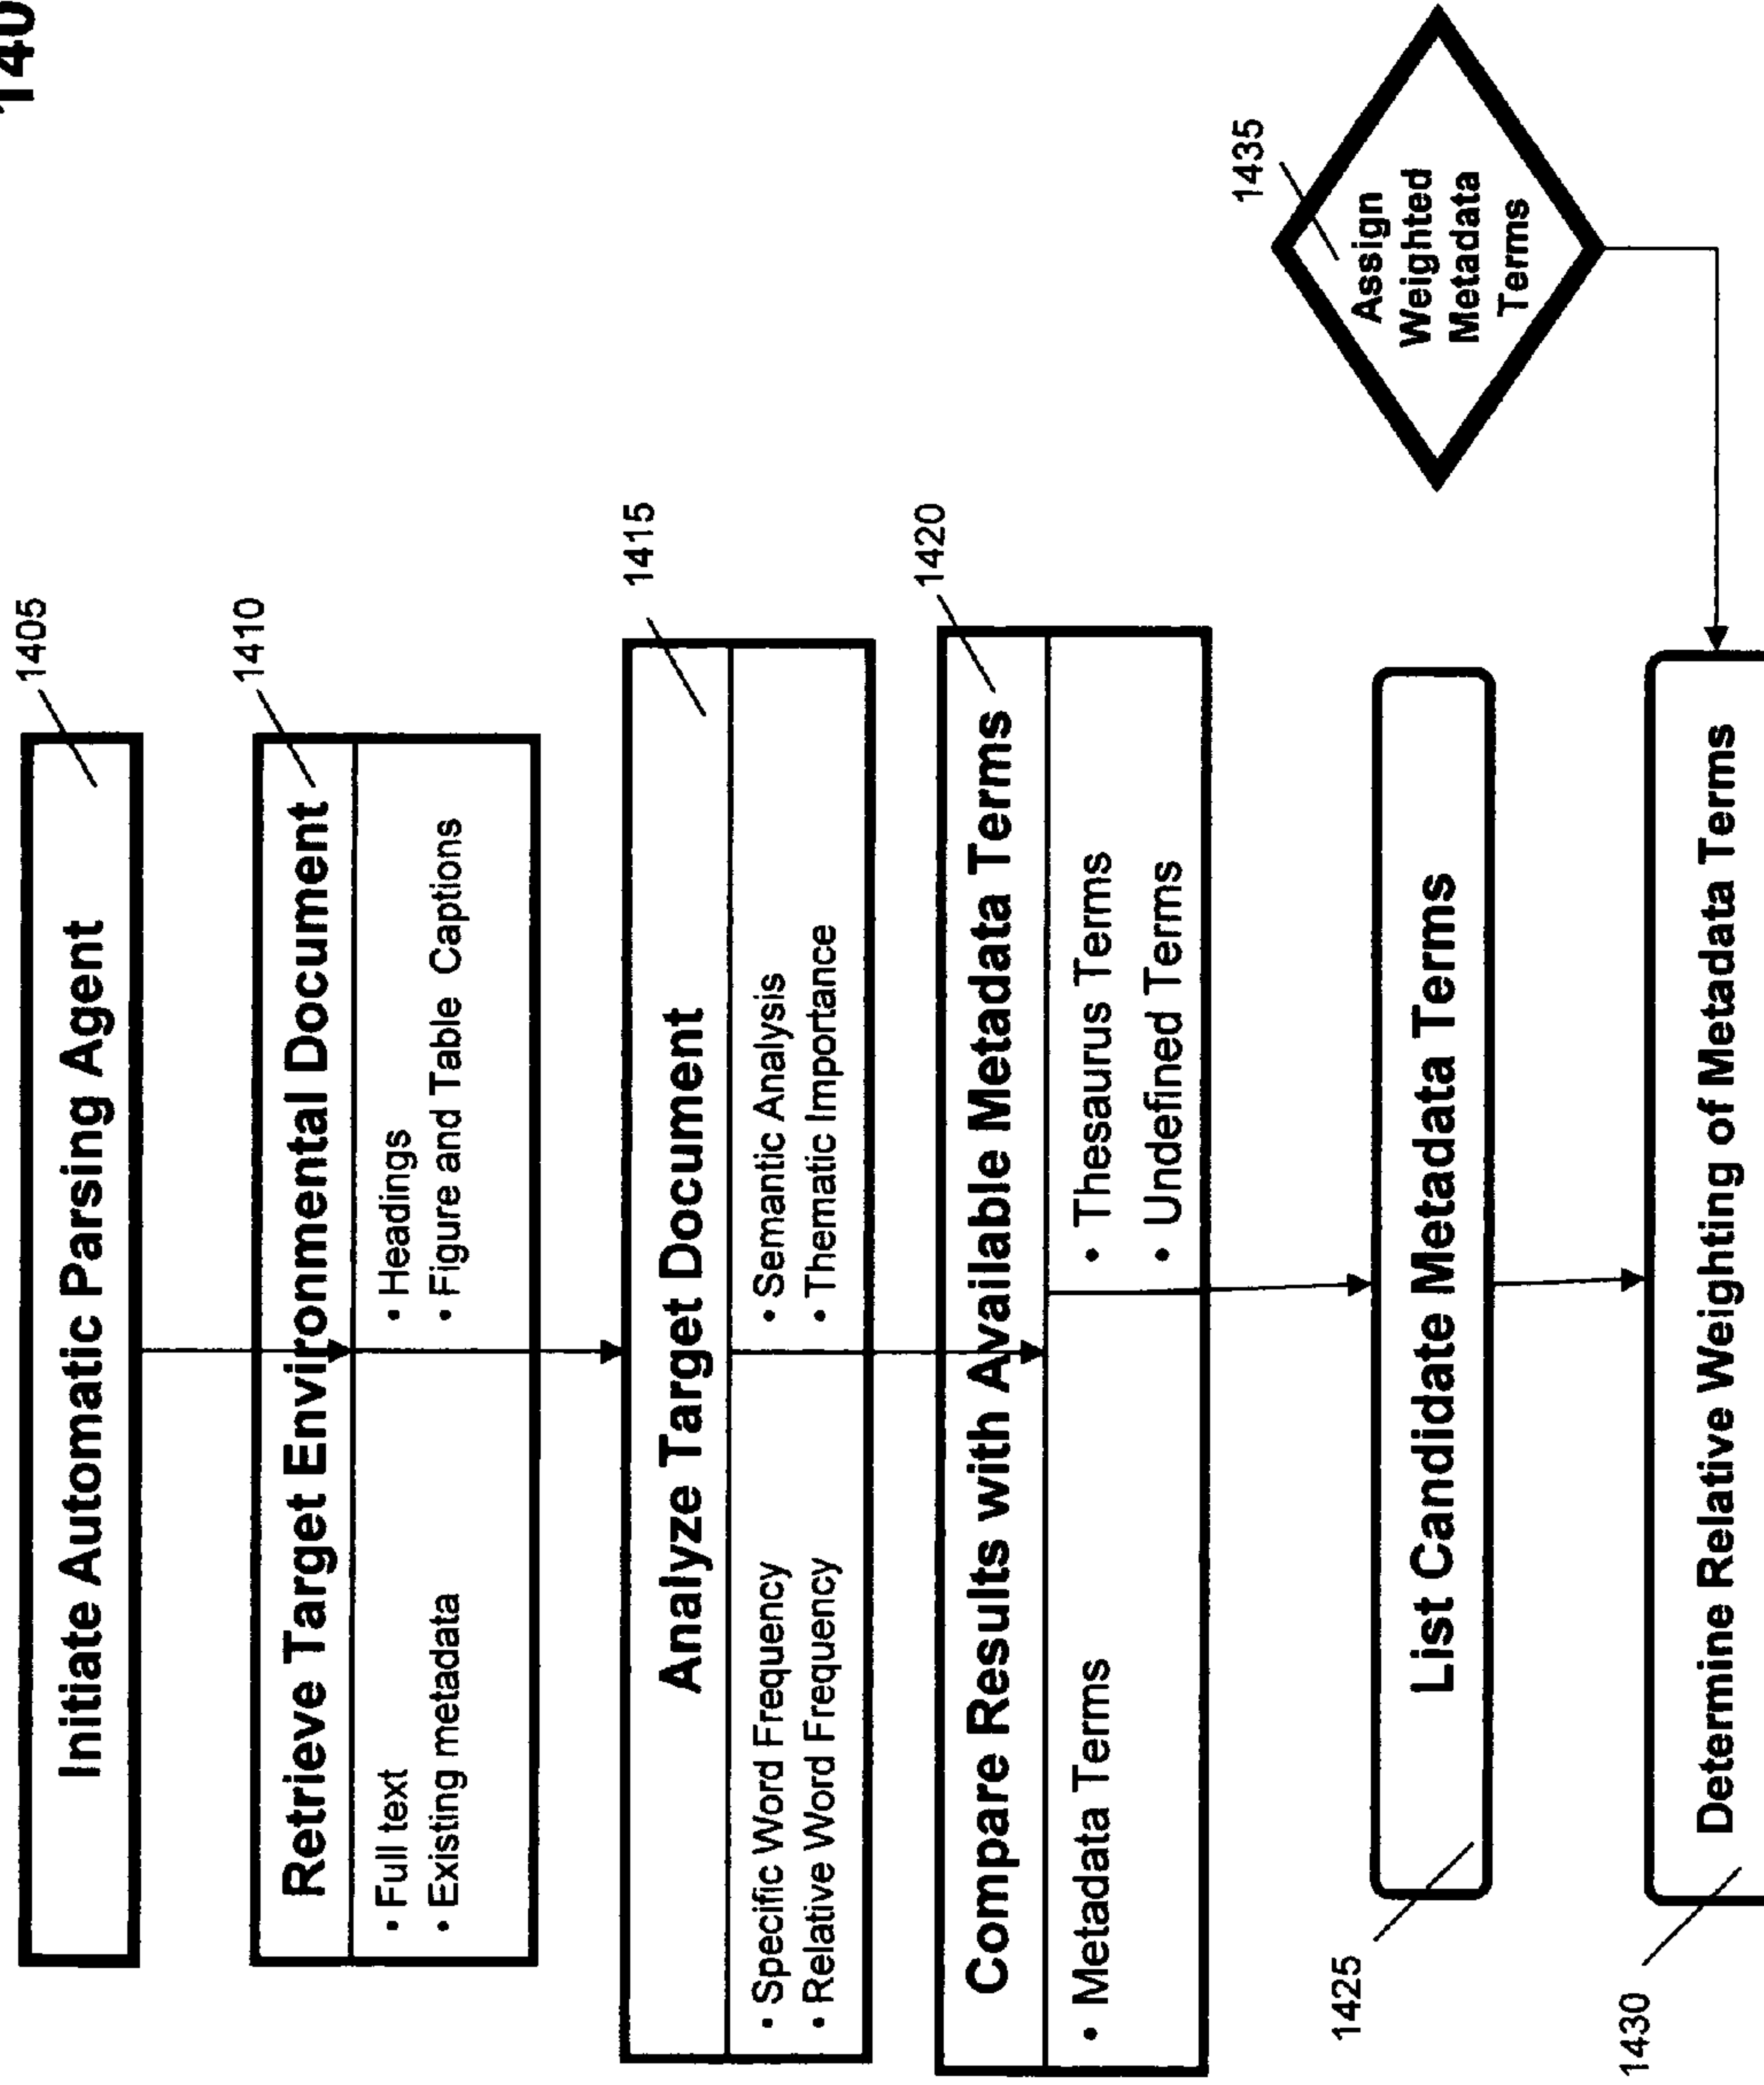 140
Initiate Automatic Parsing Agent
1405
Retrieve Target Environmental Document
1410
• Full text
• Existing metadata
• Headings
• Figure and Table Captions
Analyze Target Document
1415
• Specific Word Frequency
• Relative Word Frequency
• Semantic Analysis
• Thematic Importance
Compare Results with Available Metadata Terms
1420
• Metadata Terms
• Thesaurus Terms
• Undefined Terms
List Candidate Metadata Terms
1425
Determine Relative Weighting of Metadata Terms
1430
Assign
Weighted
Metadata
Terms
1435